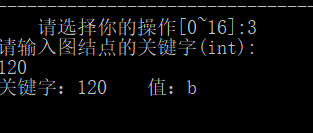 请选择你的操作[0~16]:3
请输入图结点的关键字(int):
120
关键字：120 值：b